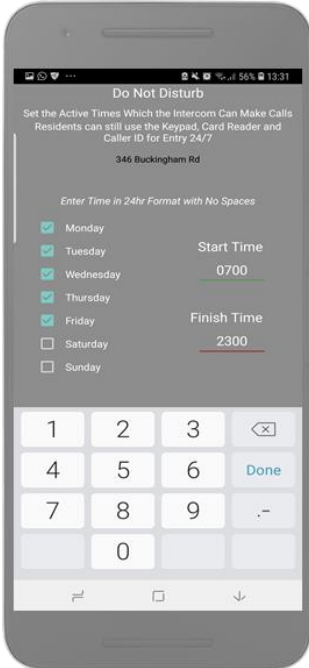 56% 13:31
Do Not Disturb
Set the Active Times Which the Intercom Can Make Calls
Residents can still use the Keypad, Card Reader and
Caller ID for Entry 24/7
346 Buckingham Rd
Enter Time in 24hr Format with No Spaces
Monday
Tuesday
Wednesday
Thursday
Friday
Saturday
Sunday
Start Time
0700
Finish Time
2300
1 2 3
4 5 6 Done
7 8 9 .-
0